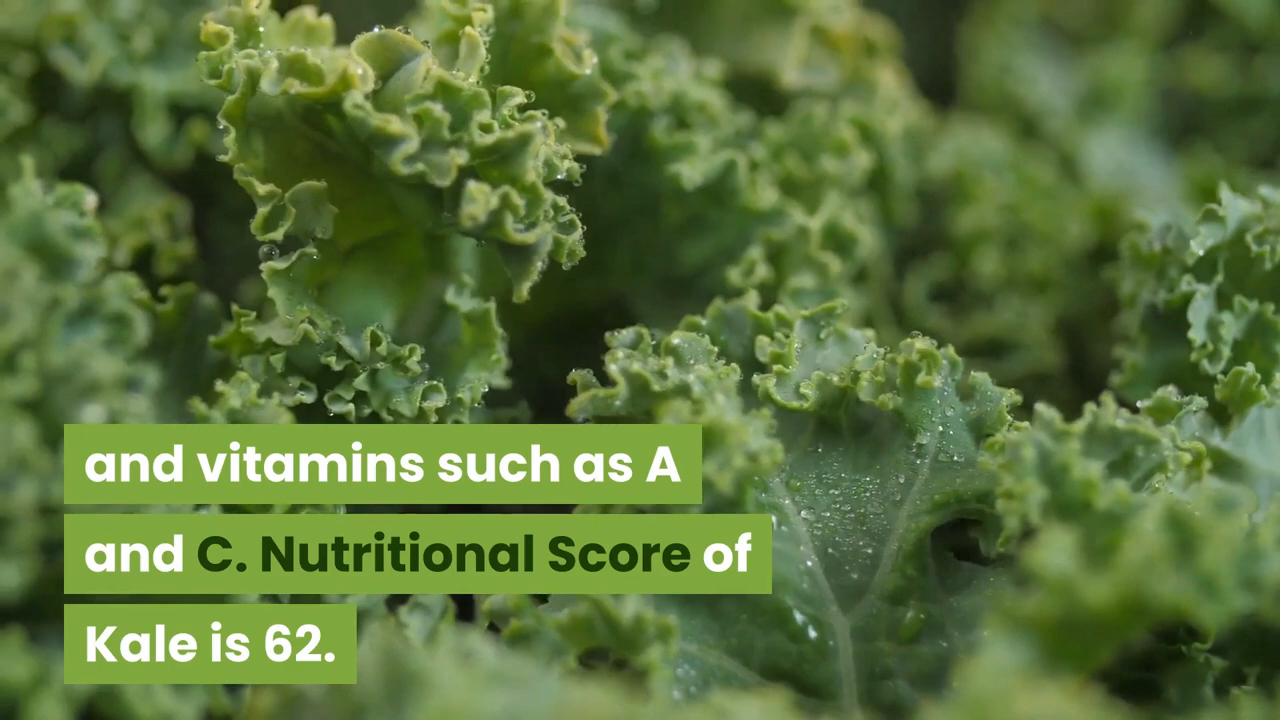 and vitamins such as A
and C. Nutritional Score of
Kale is 62.